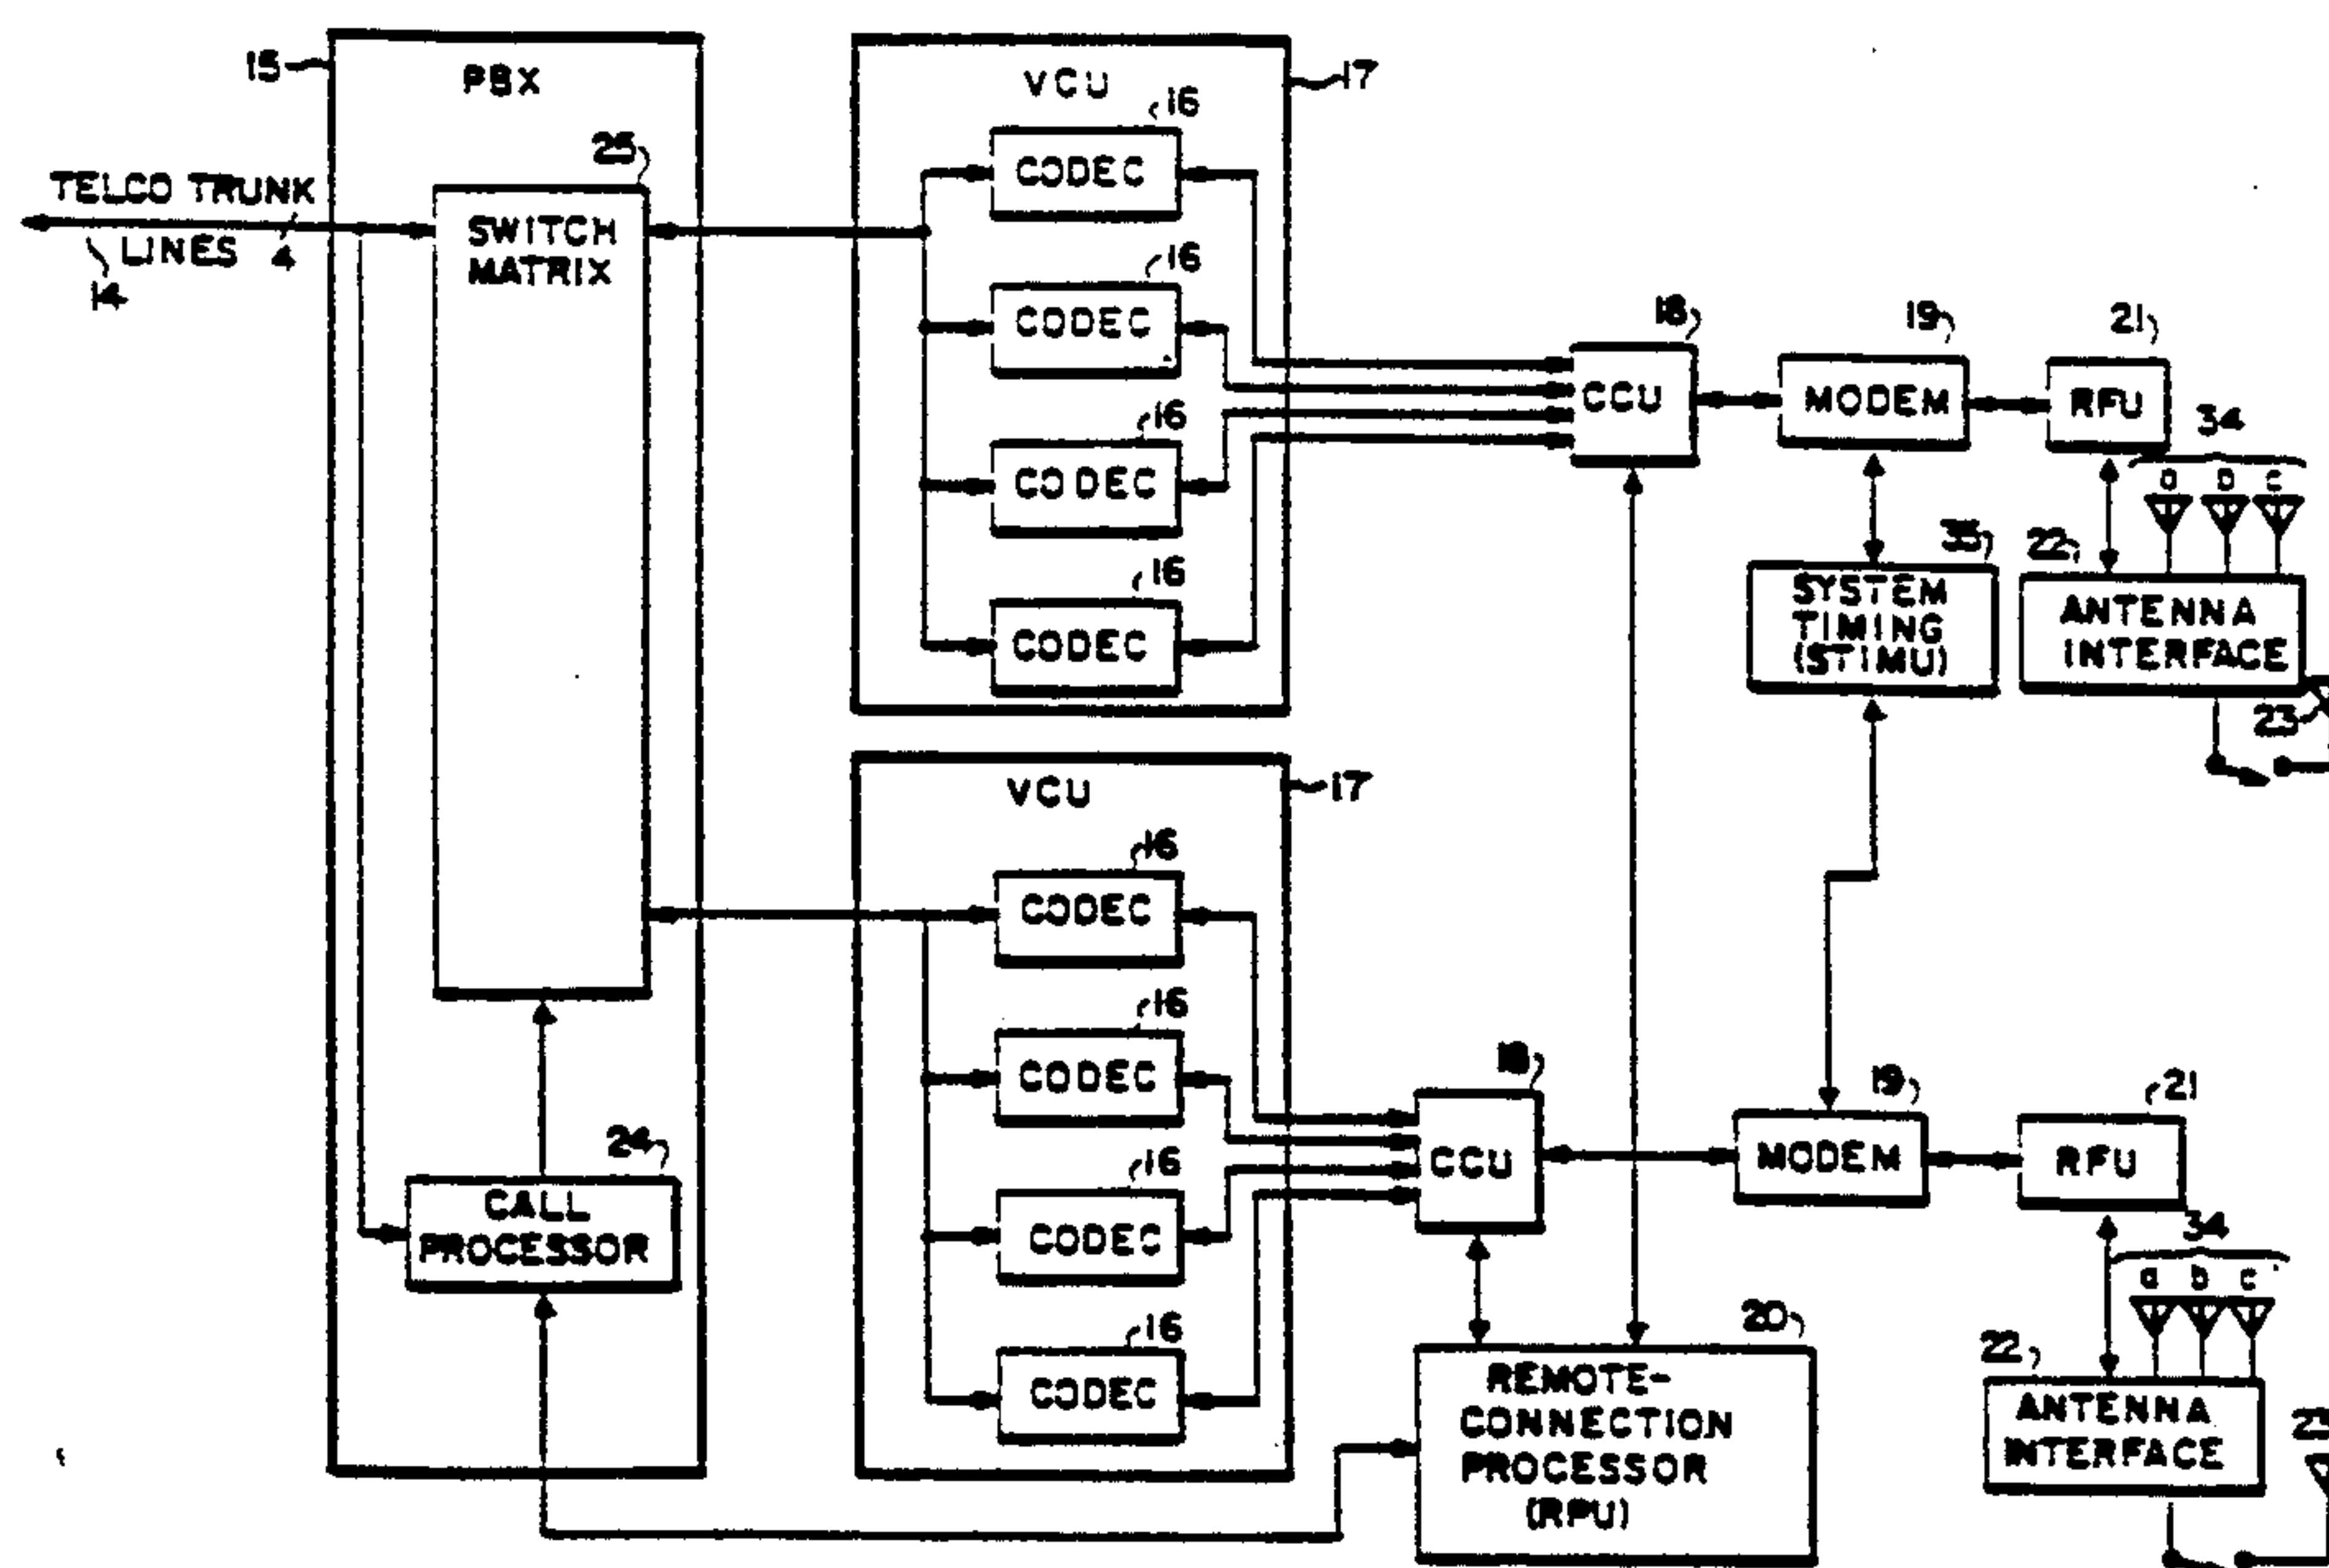 15
PBX
VCU
17
16
CODEC
25
TELCO TRUNK
LINES 4
14
SWITCH
MATRIX
16
CODEC
16
CODEC
16
CODEC
18
CCU
19
MODEM
21
RFU
34
a b c
35
SYSTEM
TIMING
(STIMU)
22
ANTENNA
INTERFACE
23
VCU
17
16
CODEC
16
CODEC
16
CODEC
16
CODEC
24
CALL
PROCESSOR
18
CCU
19
MODEM
21
RFU
34
a b c
20
REMOTE-
CONNECTION
PROCESSOR
(RPU)
22
ANTENNA
INTERFACE